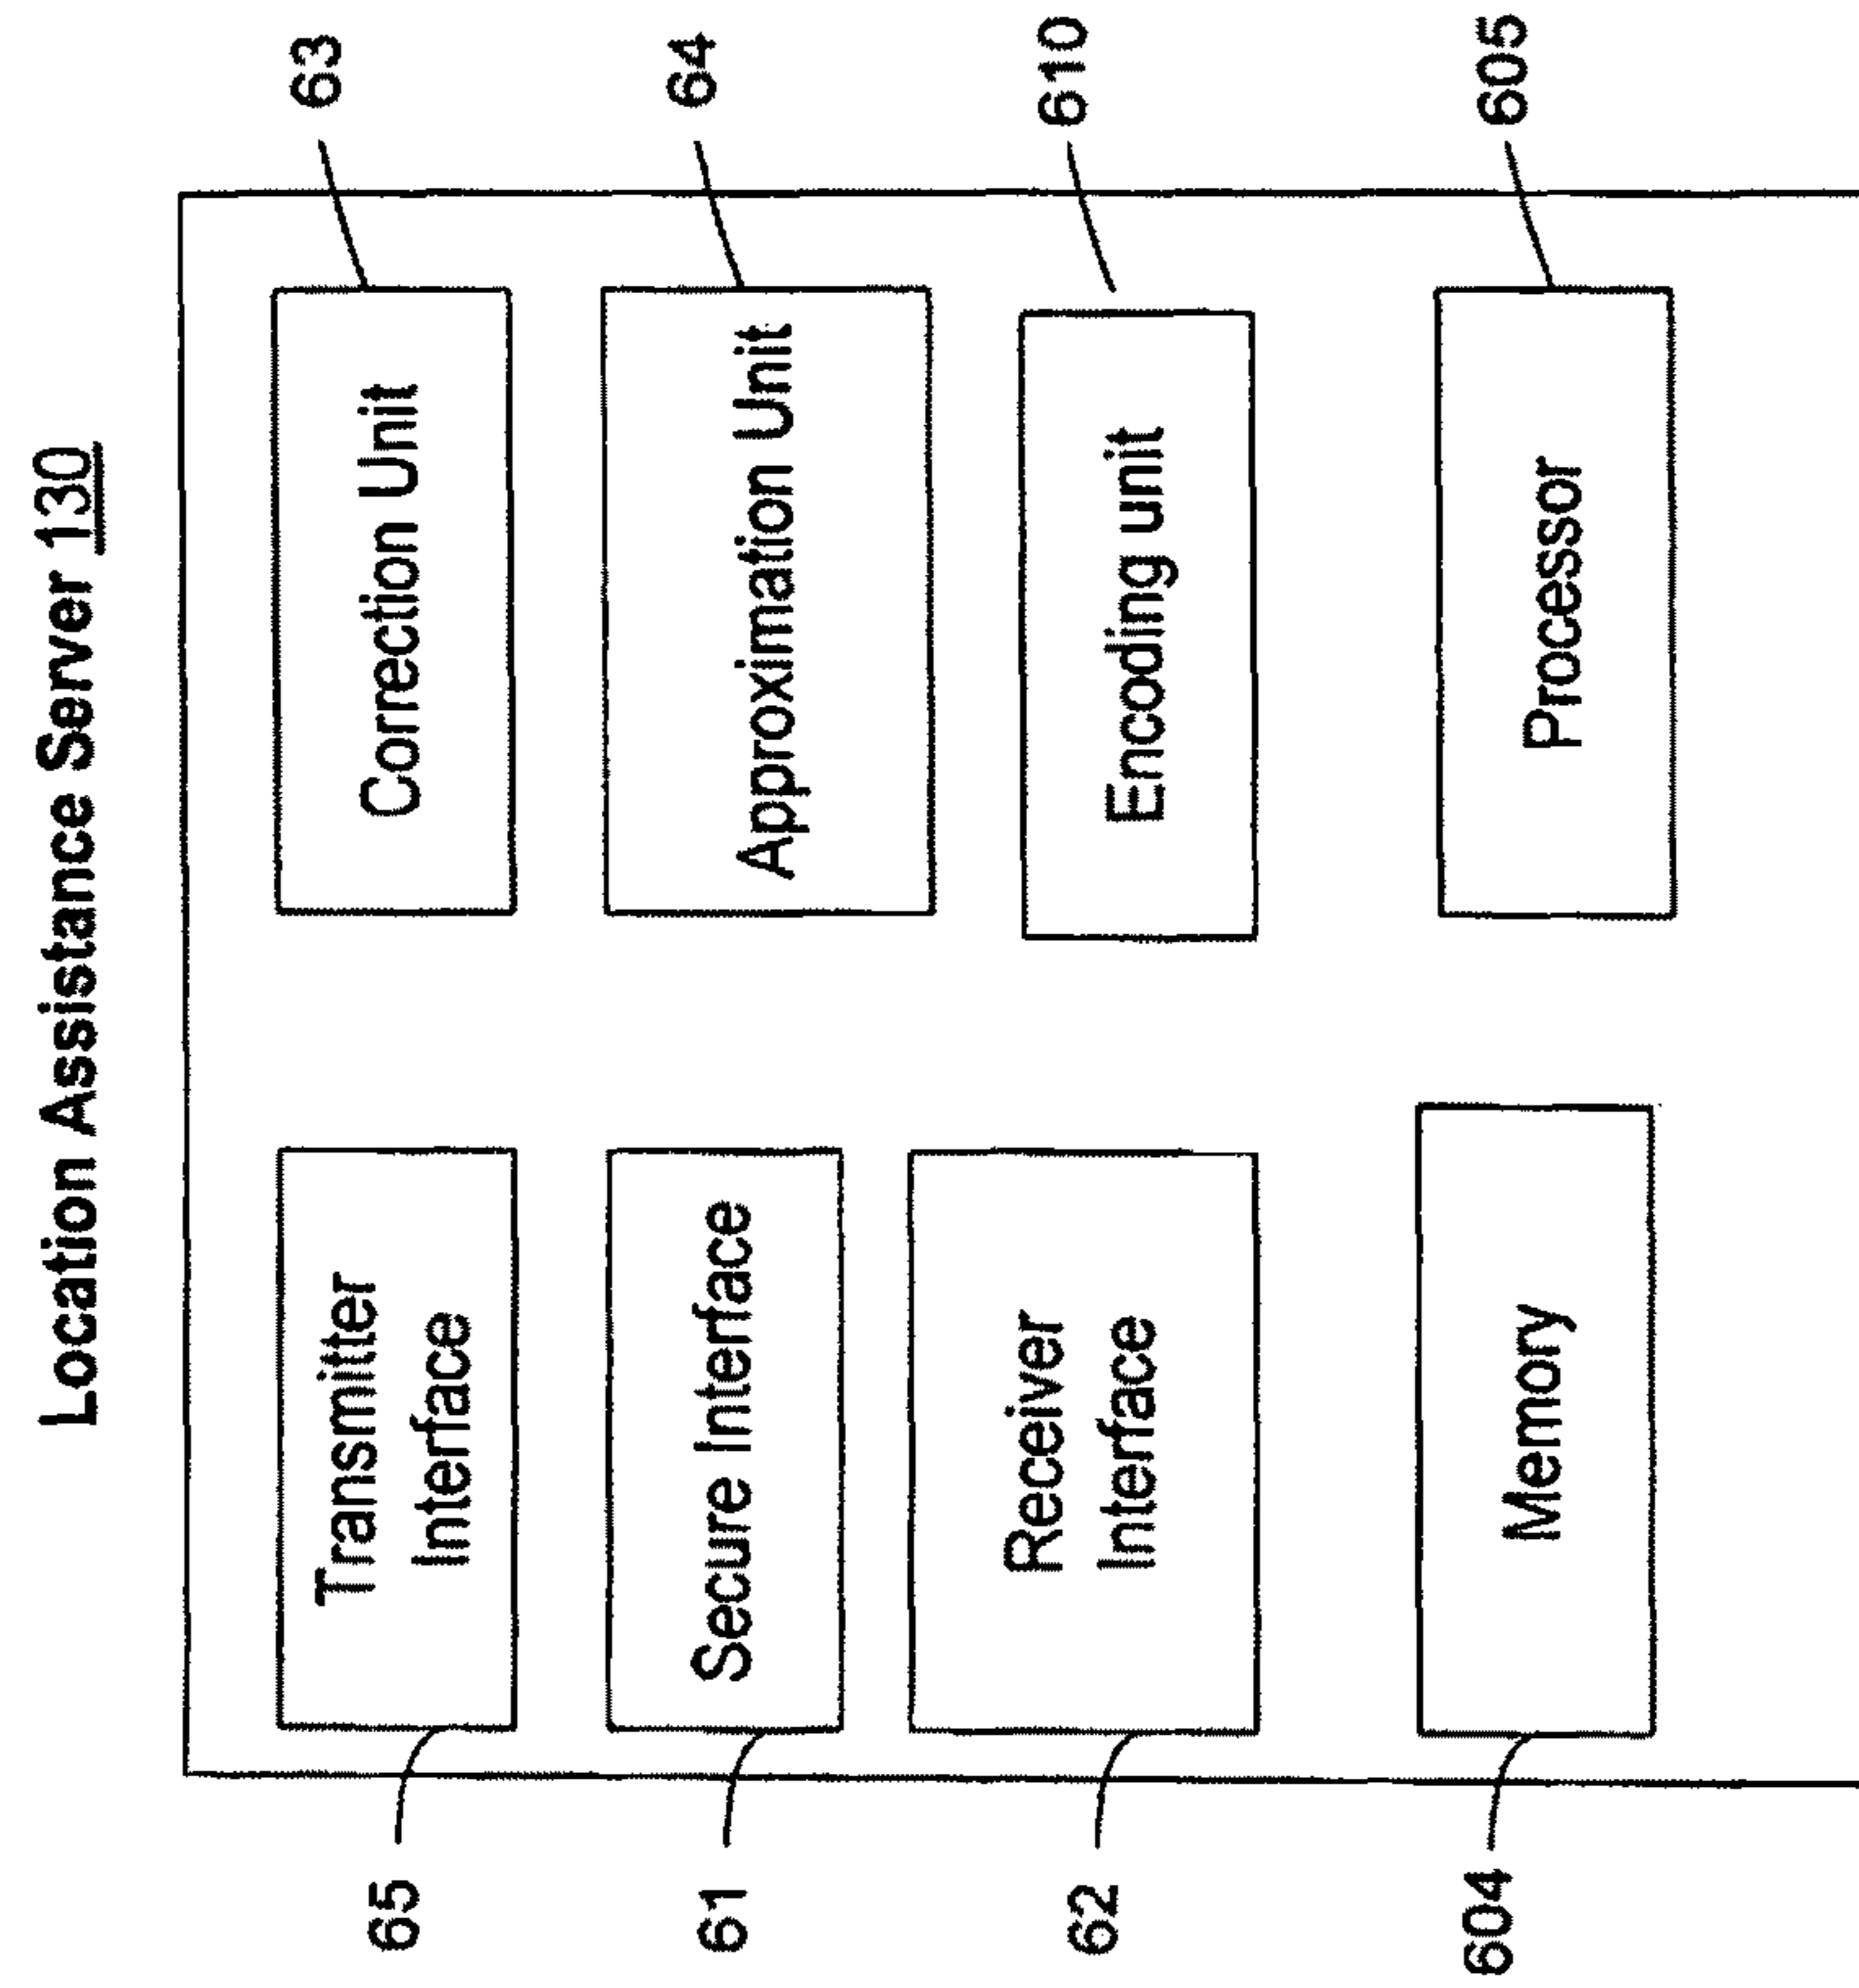 Location Assistance Server 130
65
Transmitter
Interface
Correction Unit
63
61
Secure Interface
Approximation Unit
64
62
Receiver
Interface
Encoding unit
610
604
Memory
Processor
605